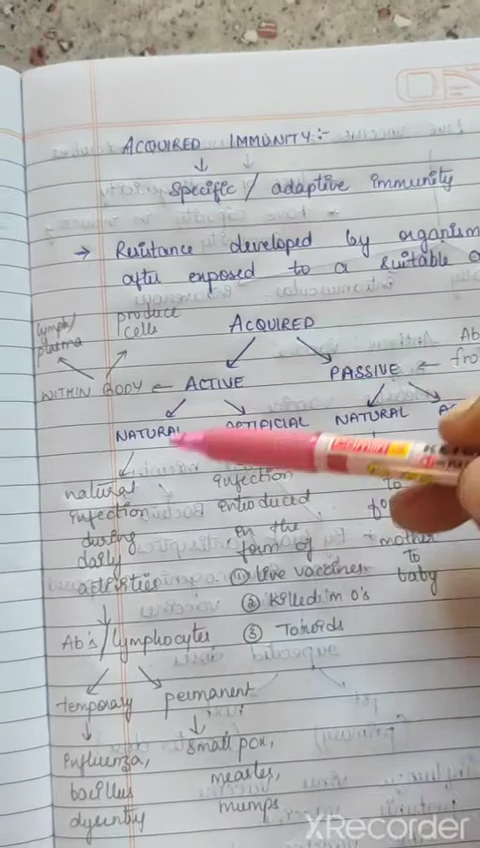 ACQUIRED IMMUNITY:-
Specific / adaptive immunity
→ Resistance developed by organism
after exposed to a suitable
lymph/ plasma
produce cells
ACQUIRED
WITHIN BODY ← ACTIVE
PASSIVE ←
NATURAL
ARTIFICIAL
NATURAL
natural infection during daily activities
infection introduced in the form of
① Live vaccines
② Killed m o's
③ Toxoids
mother
to
baby
Ab's / lymphocytes
temporary
permanent
Influenza,
bacillus
dysentry
small pox,
measles,
mumps
XRecorder